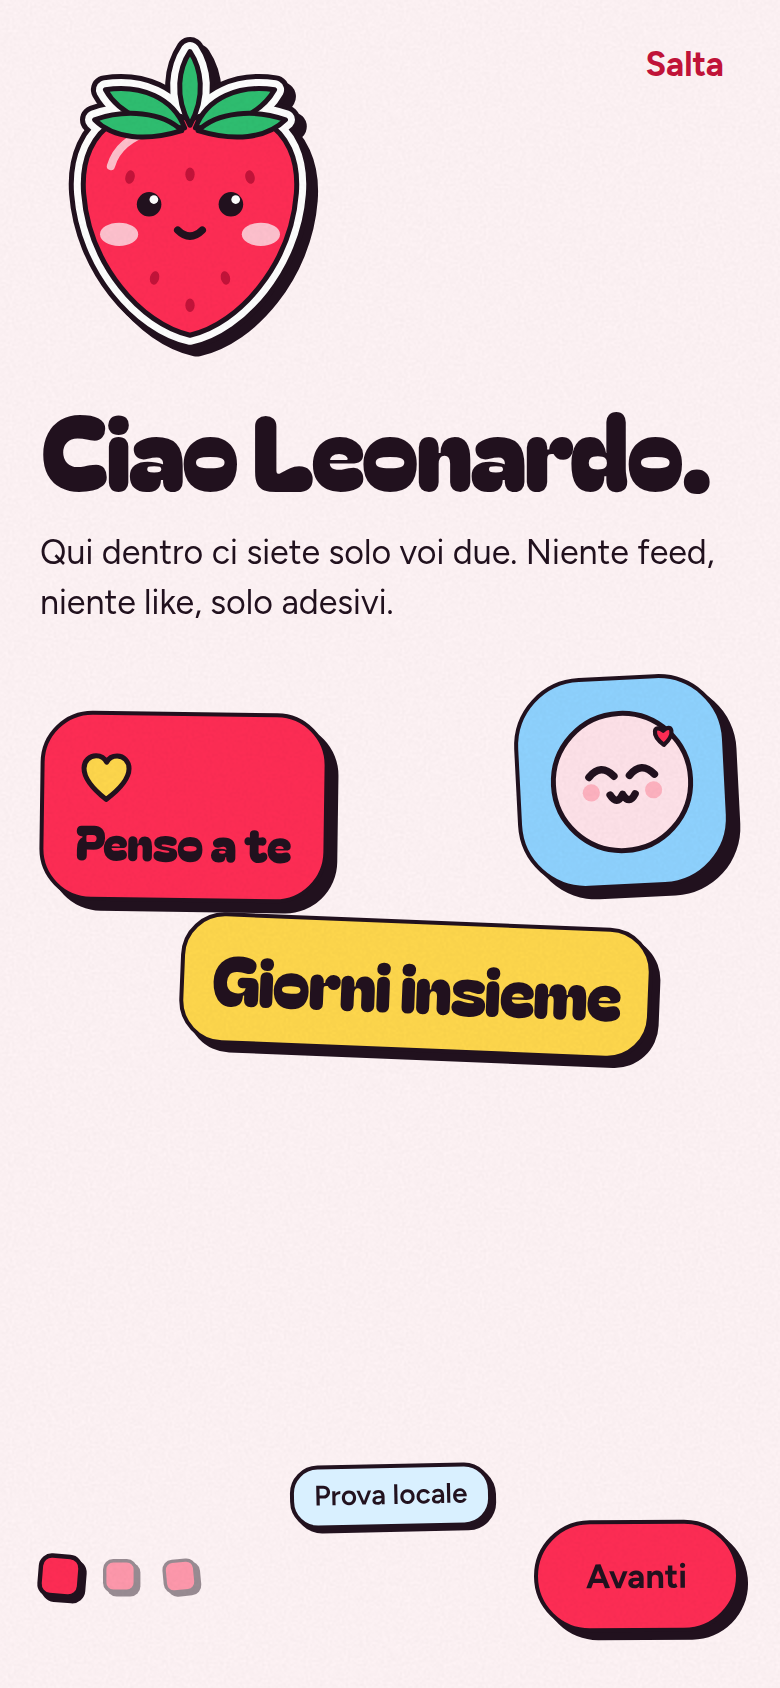 Salta
Ciao Leonardo.
Qui dentro ci siete solo voi due. Niente feed,
niente like, solo adesivi.
Penso a te
Giorni insieme
Prova locale
Avanti